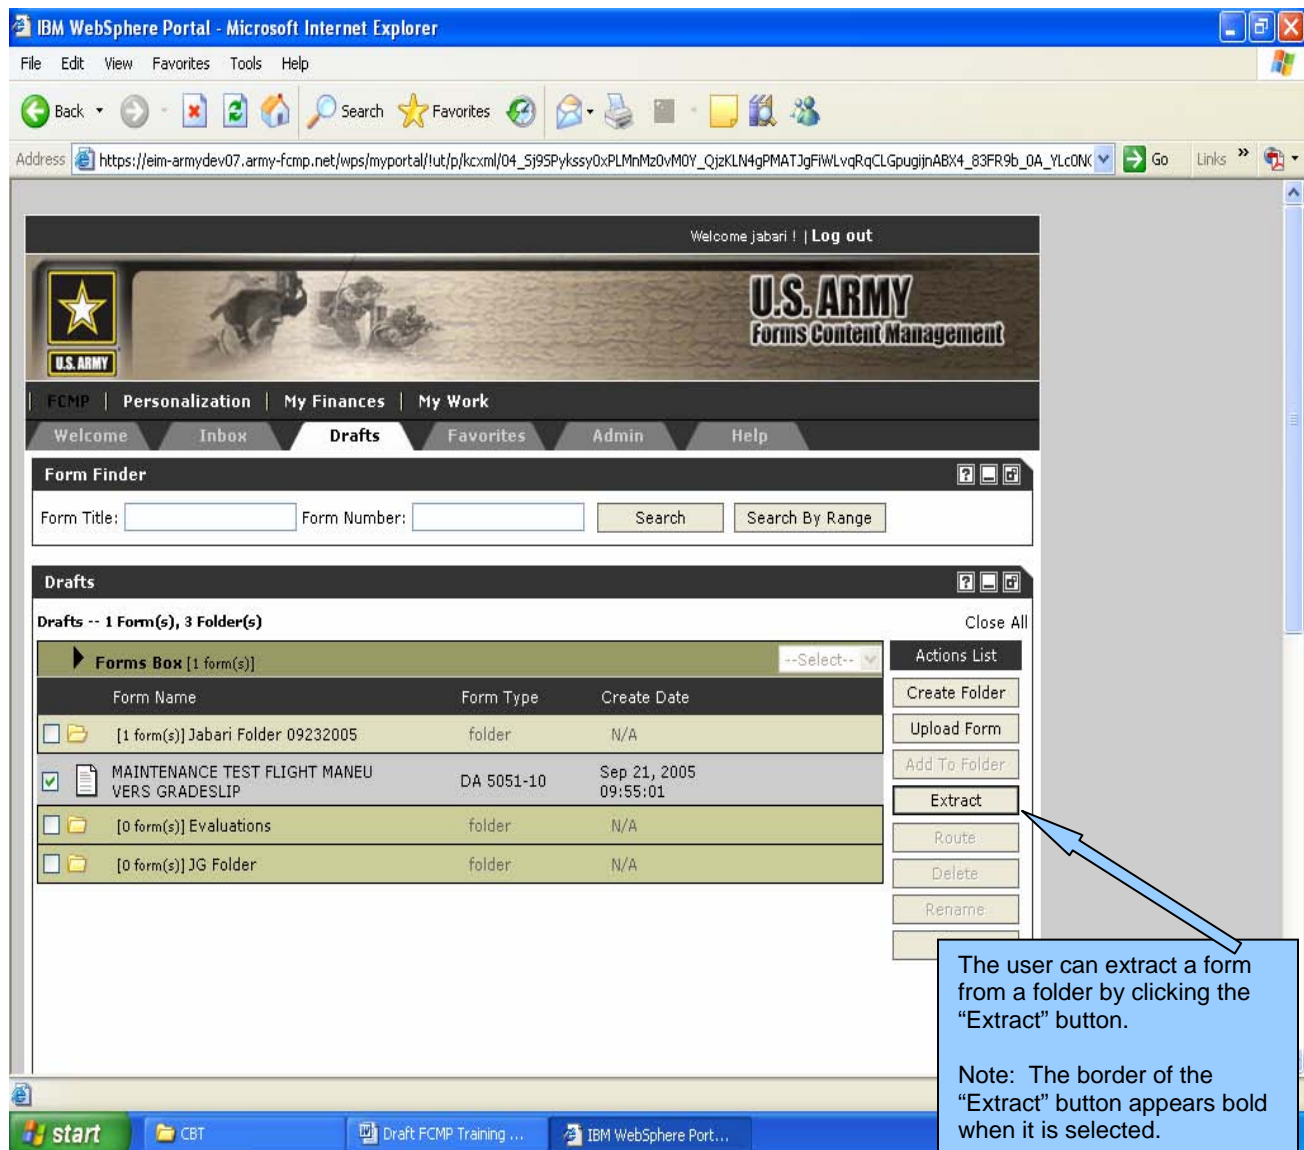 IBM WebSphere Portal - Microsoft Internet Explorer
File Edit View Favorites Tools Help
Back Search Favorites
Address https://eim-armydev07.army-fcmp.net/wps/myportal/!ut/p/kcxml/04_Sj9SPykssy0xPLMnMz0vM0Y_QjzKLN4gPMATJgFiWLvqRqCLGpugijnABX4_83FR9b_0A_YLc0N( Go Links »
Welcome jabari ! | Log out
U.S. ARMY
U.S. ARMY
Forms Content Management
FCMP | Personalization | My Finances | My Work
Welcome Inbox Drafts Favorites Admin Help
Form Finder
Form Title: Form Number: Search Search By Range
Drafts
Drafts -- 1 Form(s), 3 Folder(s) Close All
Forms Box [1 form(s)] --Select-- Actions List
Form Name Form Type Create Date Create Folder
[1 form(s)] Jabari Folder 09232005 folder N/A Upload Form
Add To Folder
MAINTENANCE TEST FLIGHT MANEU
VERS GRADESLIP DA 5051-10 Sep 21, 2005
09:55:01
Extract
[0 form(s)] Evaluations folder N/A Route
[0 form(s)] JG Folder folder N/A Delete
Rename
The user can extract a form
from a folder by clicking the
“Extract” button.
Note: The border of the
“Extract” button appears bold
when it is selected.
start CBT Draft FCMP Training ... IBM WebSphere Port...